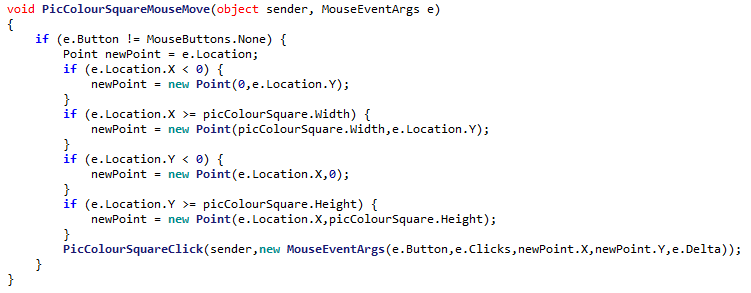 void PicColourSquareMouseMove(object sender, MouseEventArgs e)
{
    if (e.Button != MouseButtons.None) {
        Point newPoint = e.Location;
        if (e.Location.X < 0) {
            newPoint = new Point(0,e.Location.Y);
        }
        if (e.Location.X >= picColourSquare.Width) {
            newPoint = new Point(picColourSquare.Width,e.Location.Y);
        }
        if (e.Location.Y < 0) {
            newPoint = new Point(e.Location.X,0);
        }
        if (e.Location.Y >= picColourSquare.Height) {
            newPoint = new Point(e.Location.X,picColourSquare.Height);
        }
        PicColourSquareClick(sender,new MouseEventArgs(e.Button,e.Clicks,newPoint.X,newPoint.Y,e.Delta));
    }
}